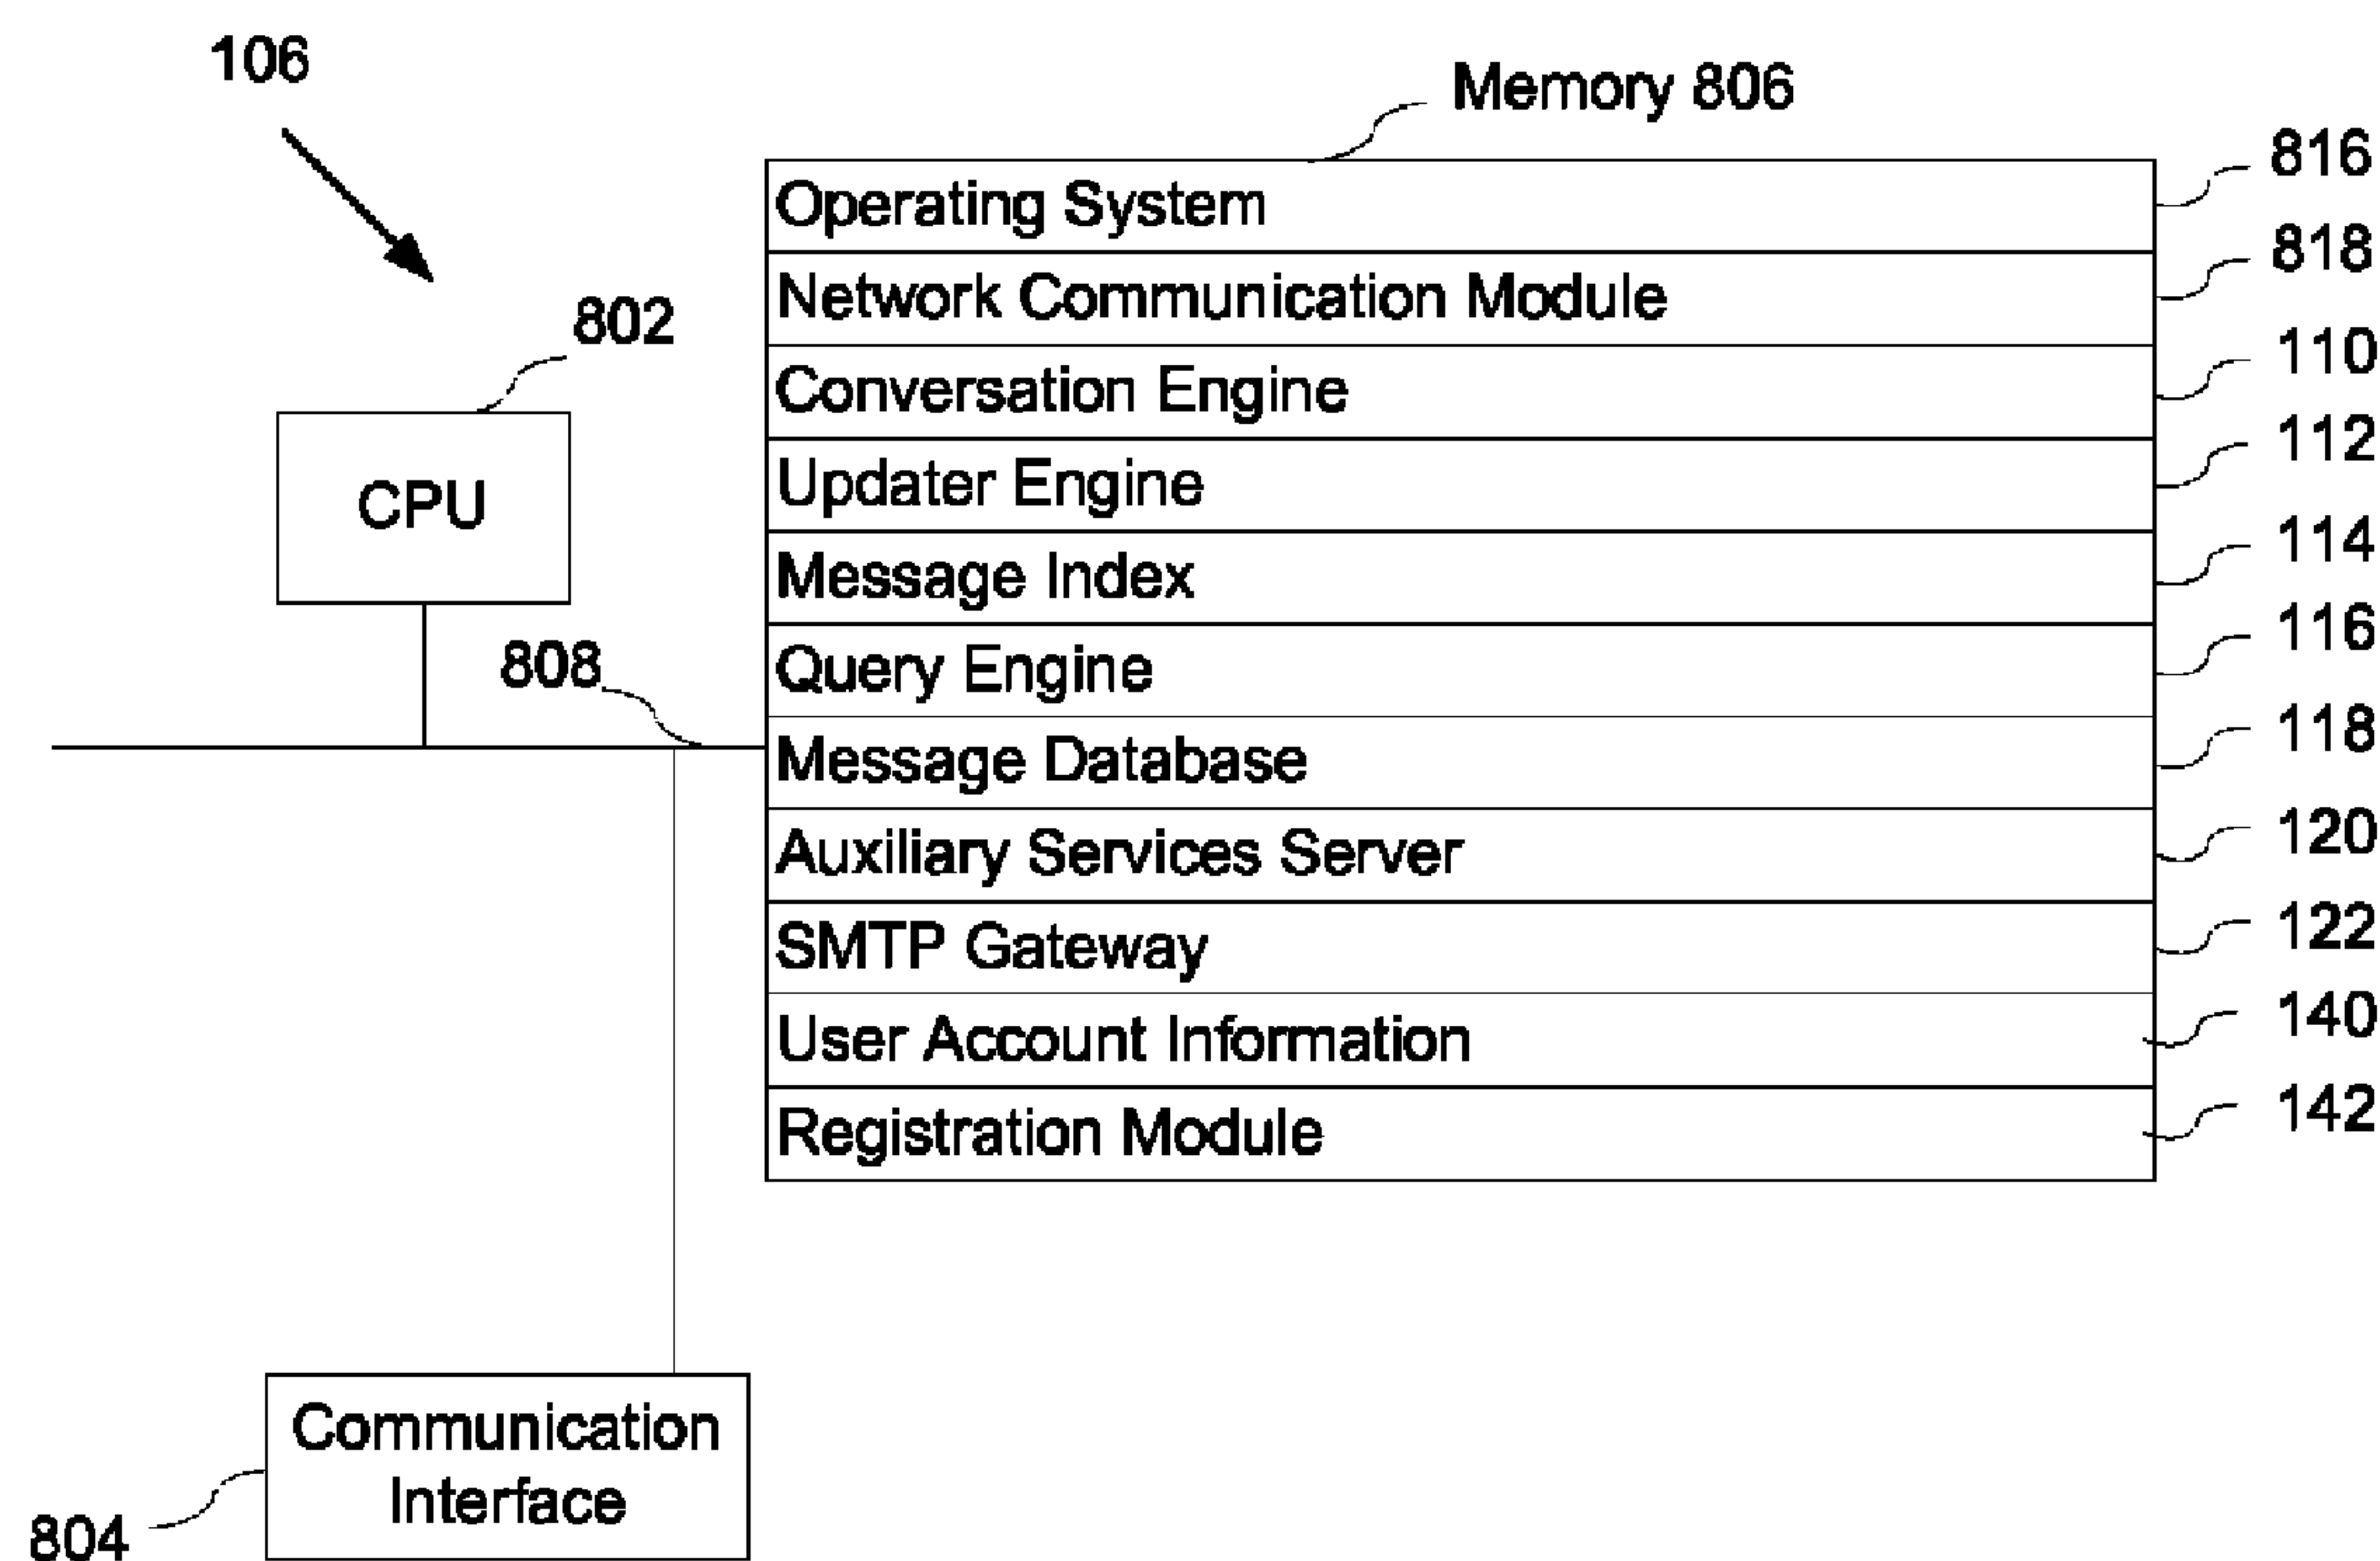 106
Memory 806
Operating System 816
Network Communication Module 818
802
Conversation Engine 110
CPU
Updater Engine 112
Message Index 114
808
Query Engine 116
Message Database 118
Auxiliary Services Server 120
SMTP Gateway 122
User Account Information 140
Registration Module 142
Communication
Interface
804